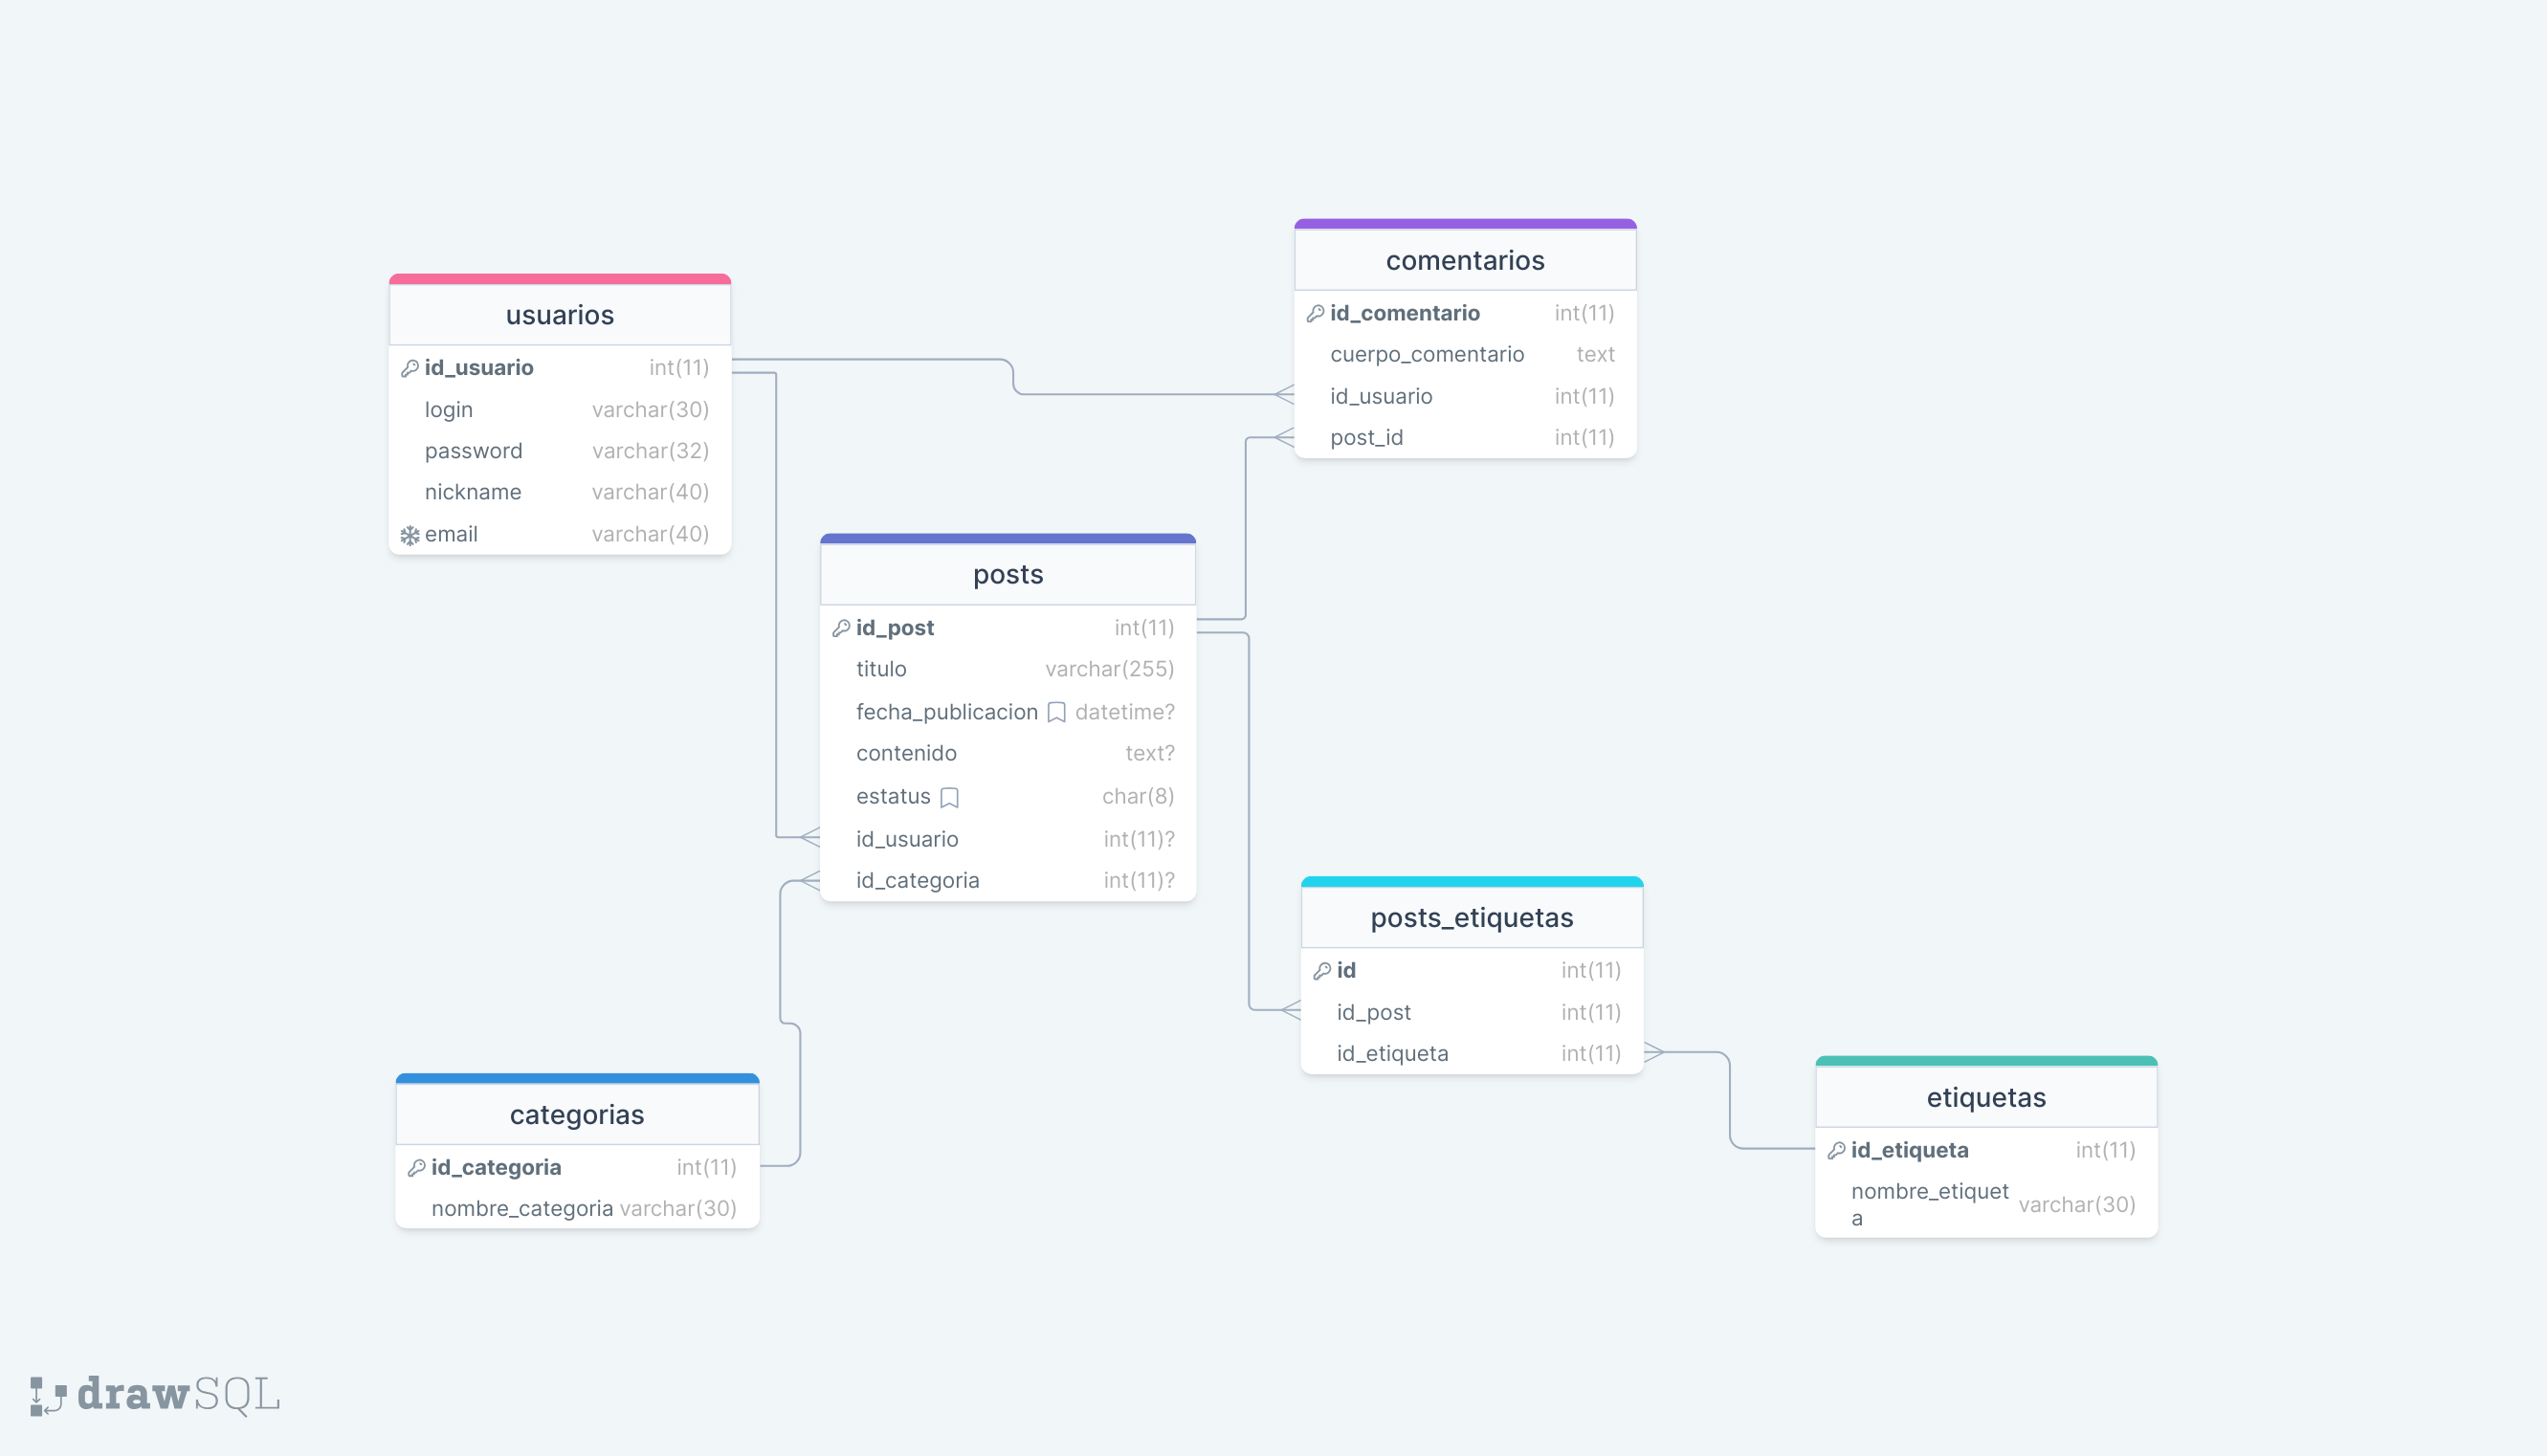 usuarios
id_usuario int(11)
login varchar(30)
password varchar(32)
nickname varchar(40)
email varchar(40)
comentarios
id_comentario int(11)
cuerpo_comentario text
id_usuario int(11)
post_id int(11)
posts
id_post int(11)
titulo varchar(255)
fecha_publicacion datetime?
contenido text?
estatus char(8)
id_usuario int(11)?
id_categoria int(11)?
posts_etiquetas
id int(11)
id_post int(11)
id_etiqueta int(11)
categorias
id_categoria int(11)
nombre_categoria varchar(30)
etiquetas
id_etiqueta int(11)
nombre_etiquet varchar(30)
a
drawSQL